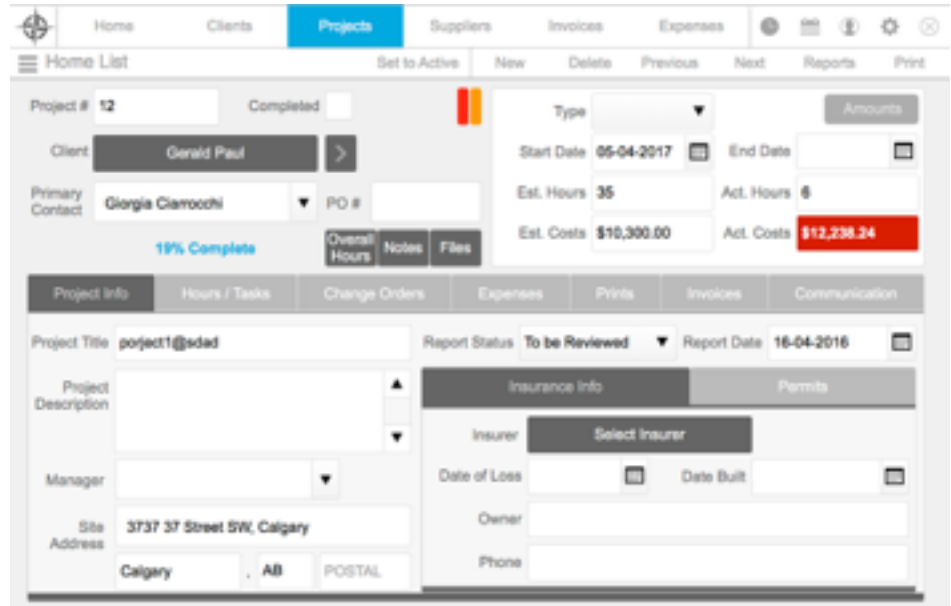 Home Clients Projects Suppliers Invoices Expenses
Home List Set to Active New Delete Previous Next Reports Print
Project # 12 Completed Type Amounts
Client Gerald Paul > Start Date 05-04-2017 End Date
Primary Contact Giorgia Ciarrocchi PO # Est. Hours 35 Act. Hours 6
19% Complete Overall Hours Notes Files Est. Costs $10,300.00 Act. Costs $12,238.24
Project Info Hours / Tasks Change Orders Expenses Prints Invoices Communication
Project Title porject1@sdad Report Status To be Reviewed Report Date 16-04-2016
Project Description Insurance Info Permits
Insurer Select Insurer
Manager Date of Loss Date Built
Site Address 3737 37 Street SW, Calgary Owner
Calgary , AB POSTAL Phone